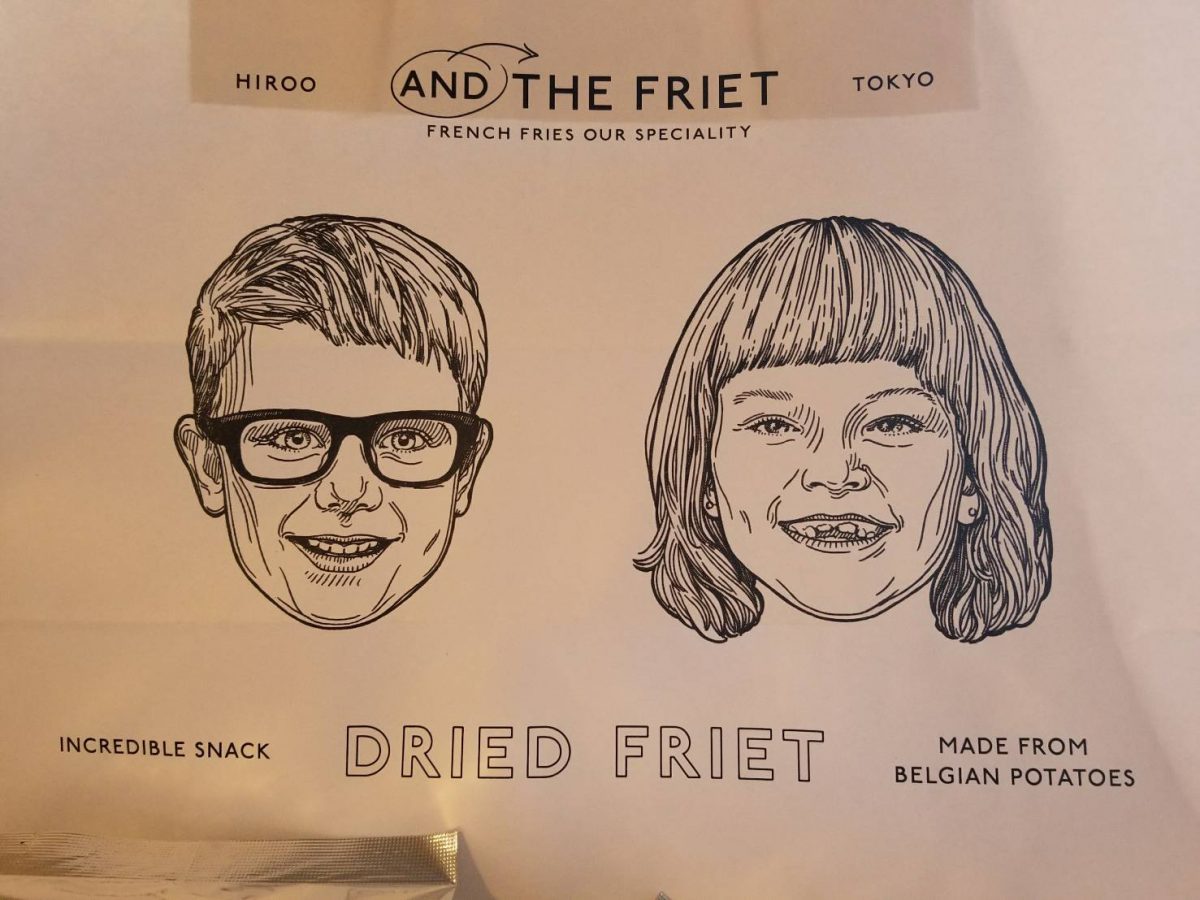 HIROO
AND THE FRIET
TOKYO
FRENCH FRIES OUR SPECIALITY
INCREDIBLE SNACK
DRIED FRIET
MADE FROM
BELGIAN POTATOES